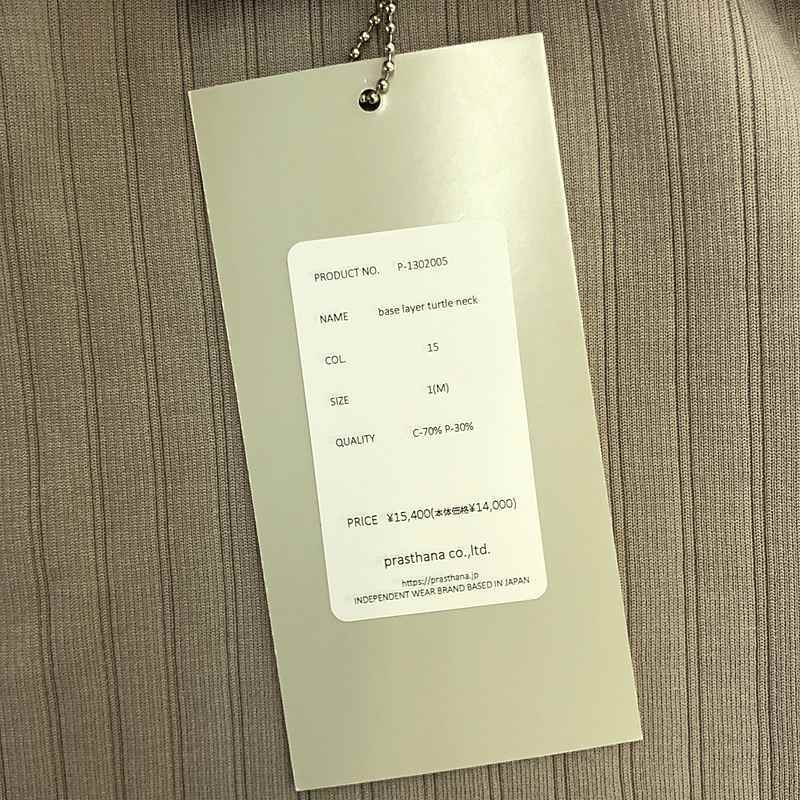 PRODUCT NO. P-1302005
NAME base layer turtle neck
COL. 15
SIZE 1(M)
QUALITY C-70% P-30%
PRICE ¥15,400(本体価格¥14,000)
prasthana co.,ltd.
https://prasthana.jp
INDEPENDENT WEAR BRAND BASED IN JAPAN